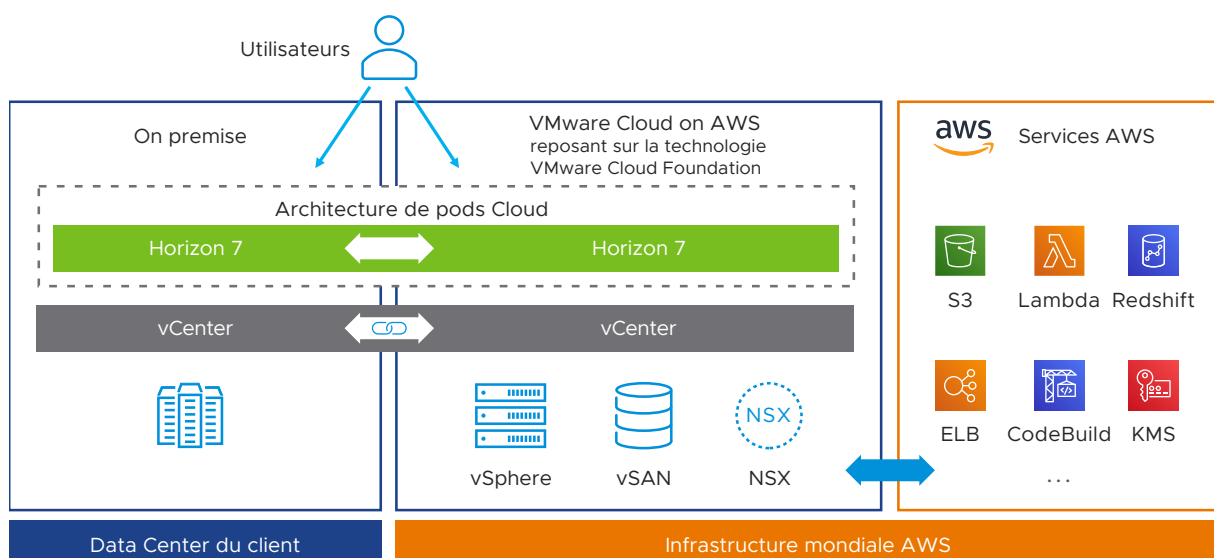 Utilisateurs
On premise
VMware Cloud on AWS
reposant sur la technologie
VMware Cloud Foundation
aws
Services AWS
Architecture de pods Cloud
Horizon 7
Horizon 7
vCenter
vCenter
S3
Lambda
Redshift
ELB
CodeBuild
KMS
...
NSX
vSphere
vSAN
NSX
Data Center du client
Infrastructure mondiale AWS